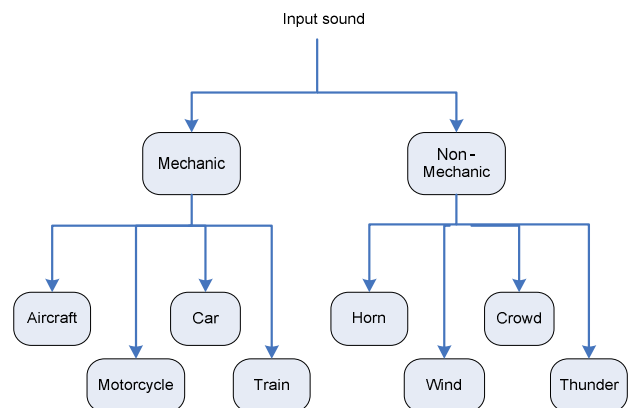 Input sound
Mechanic
Non-
Mechanic
Aircraft
Car
Horn
Crowd
Motorcycle
Train
Wind
Thunder